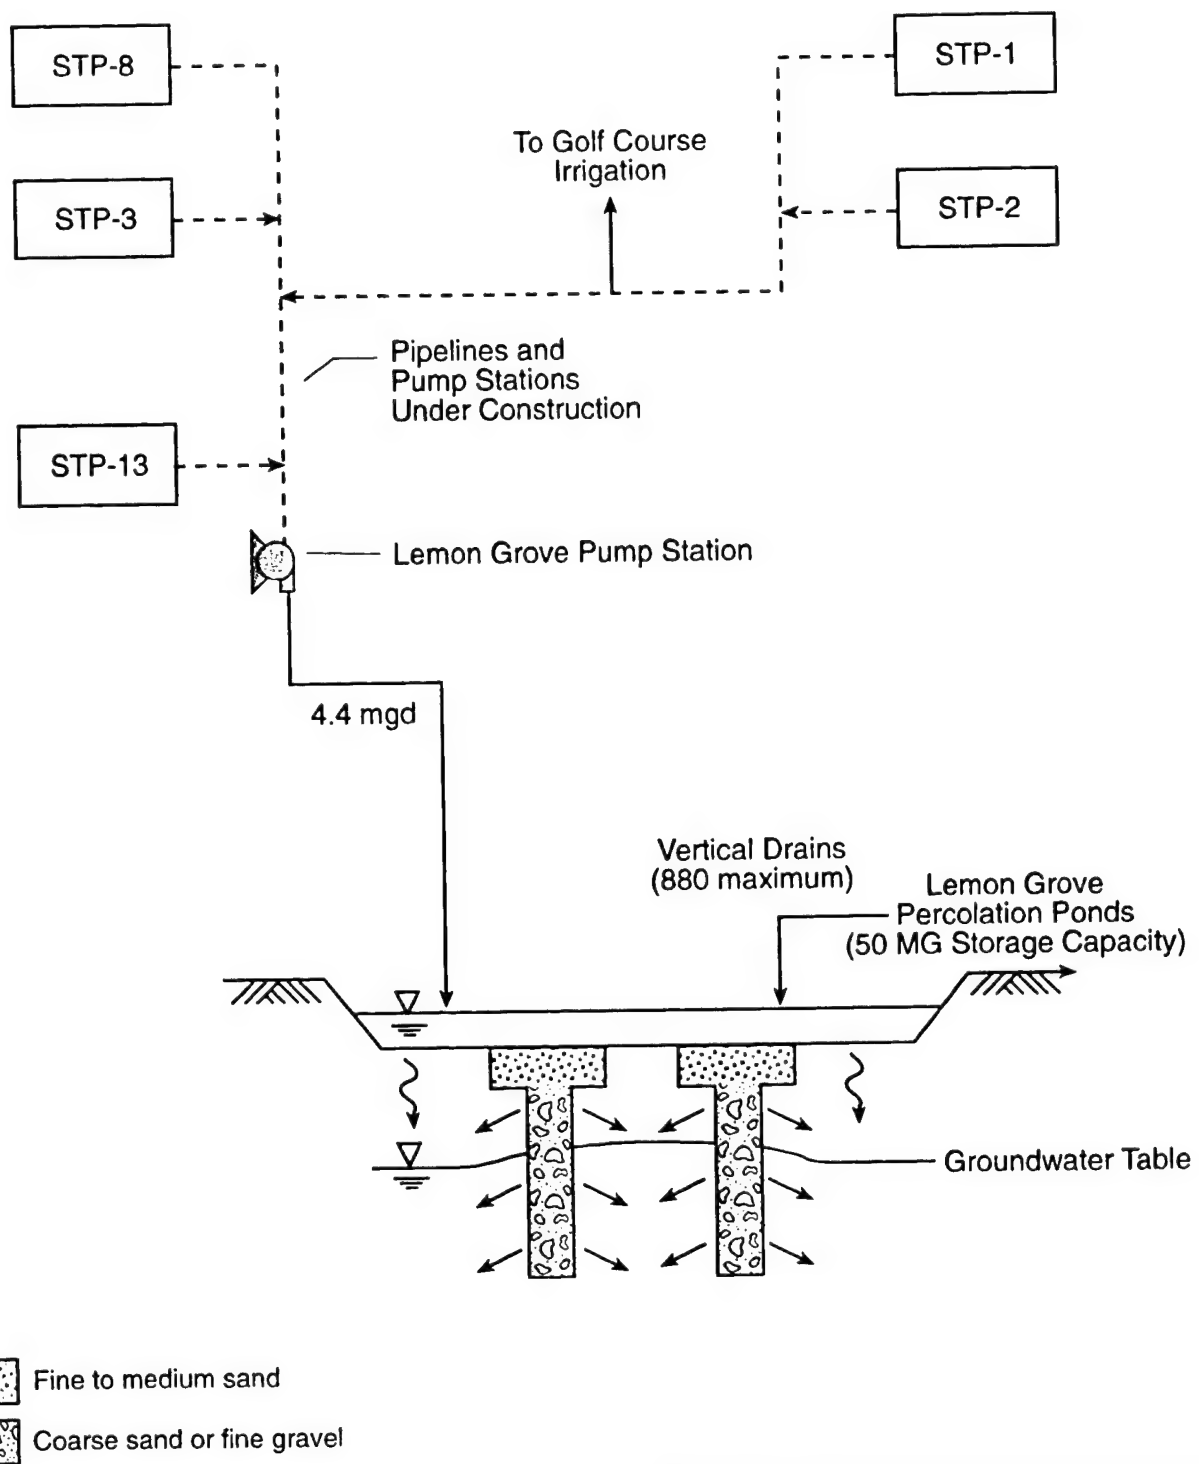 STP-8
STP-1
To Golf Course
Irrigation
STP-3
STP-2
Pipelines and
Pump Stations
Under Construction
STP-13
Lemon Grove Pump Station
4.4 mgd
Vertical Drains
(880 maximum)
Lemon Grove
Percolation Ponds
(50 MG Storage Capacity)
Groundwater Table
Fine to medium sand
Coarse sand or fine gravel